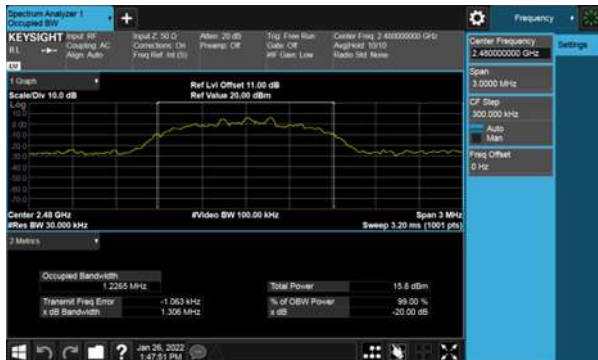 Spectrum Analyzer 1
Occupied BW
Frequency
KEYSIGHT Input: RF Input Z: 50 Ω Atten: 20 dB Trig: Free Run Center Freq: 2.480000000 GHz
RL Coupling: AC Corrections: On Preamp: Off Gate: Off Avg|Hold: 10/10
Align: Auto Freq Ref: Int (S) #IF Gain: Low Radio Std: None
Center Frequency
2.480000000 GHz
Settings
Span
3.0000 MHz
CF Step
300.000 kHz
Auto
Man
Freq Offset
0 Hz
1 Graph
Ref Lvl Offset 11.00 dB
Scale/Div 10.0 dB Ref Value 20.00 dBm
Log
Center 2.48 GHz #Video BW 100.00 kHz Span 3 MHz
#Res BW 30.000 kHz Sweep 3.20 ms (1001 pts)
2 Metrics
Occupied Bandwidth
1.2265 MHz Total Power 15.8 dBm
Transmit Freq Error -1.063 kHz % of OBW Power 99.00 %
x dB Bandwidth 1.306 MHz x dB -20.00 dB
Jan 26, 2022
1:47:51 PM